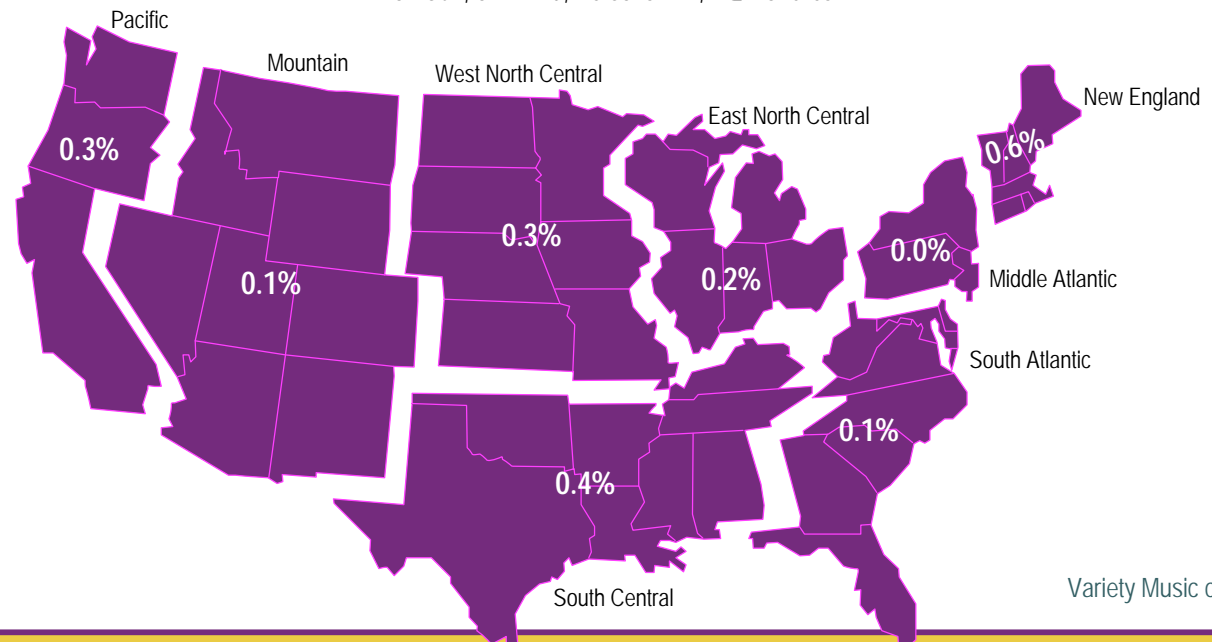 Pacific
Mountain
West North Central
East North Central
New England
0.3%
0.6%
0.3%
0.0%
0.1%
0.2%
Middle Atlantic
South Atlantic
0.1%
0.4%
South Central
Variety Music